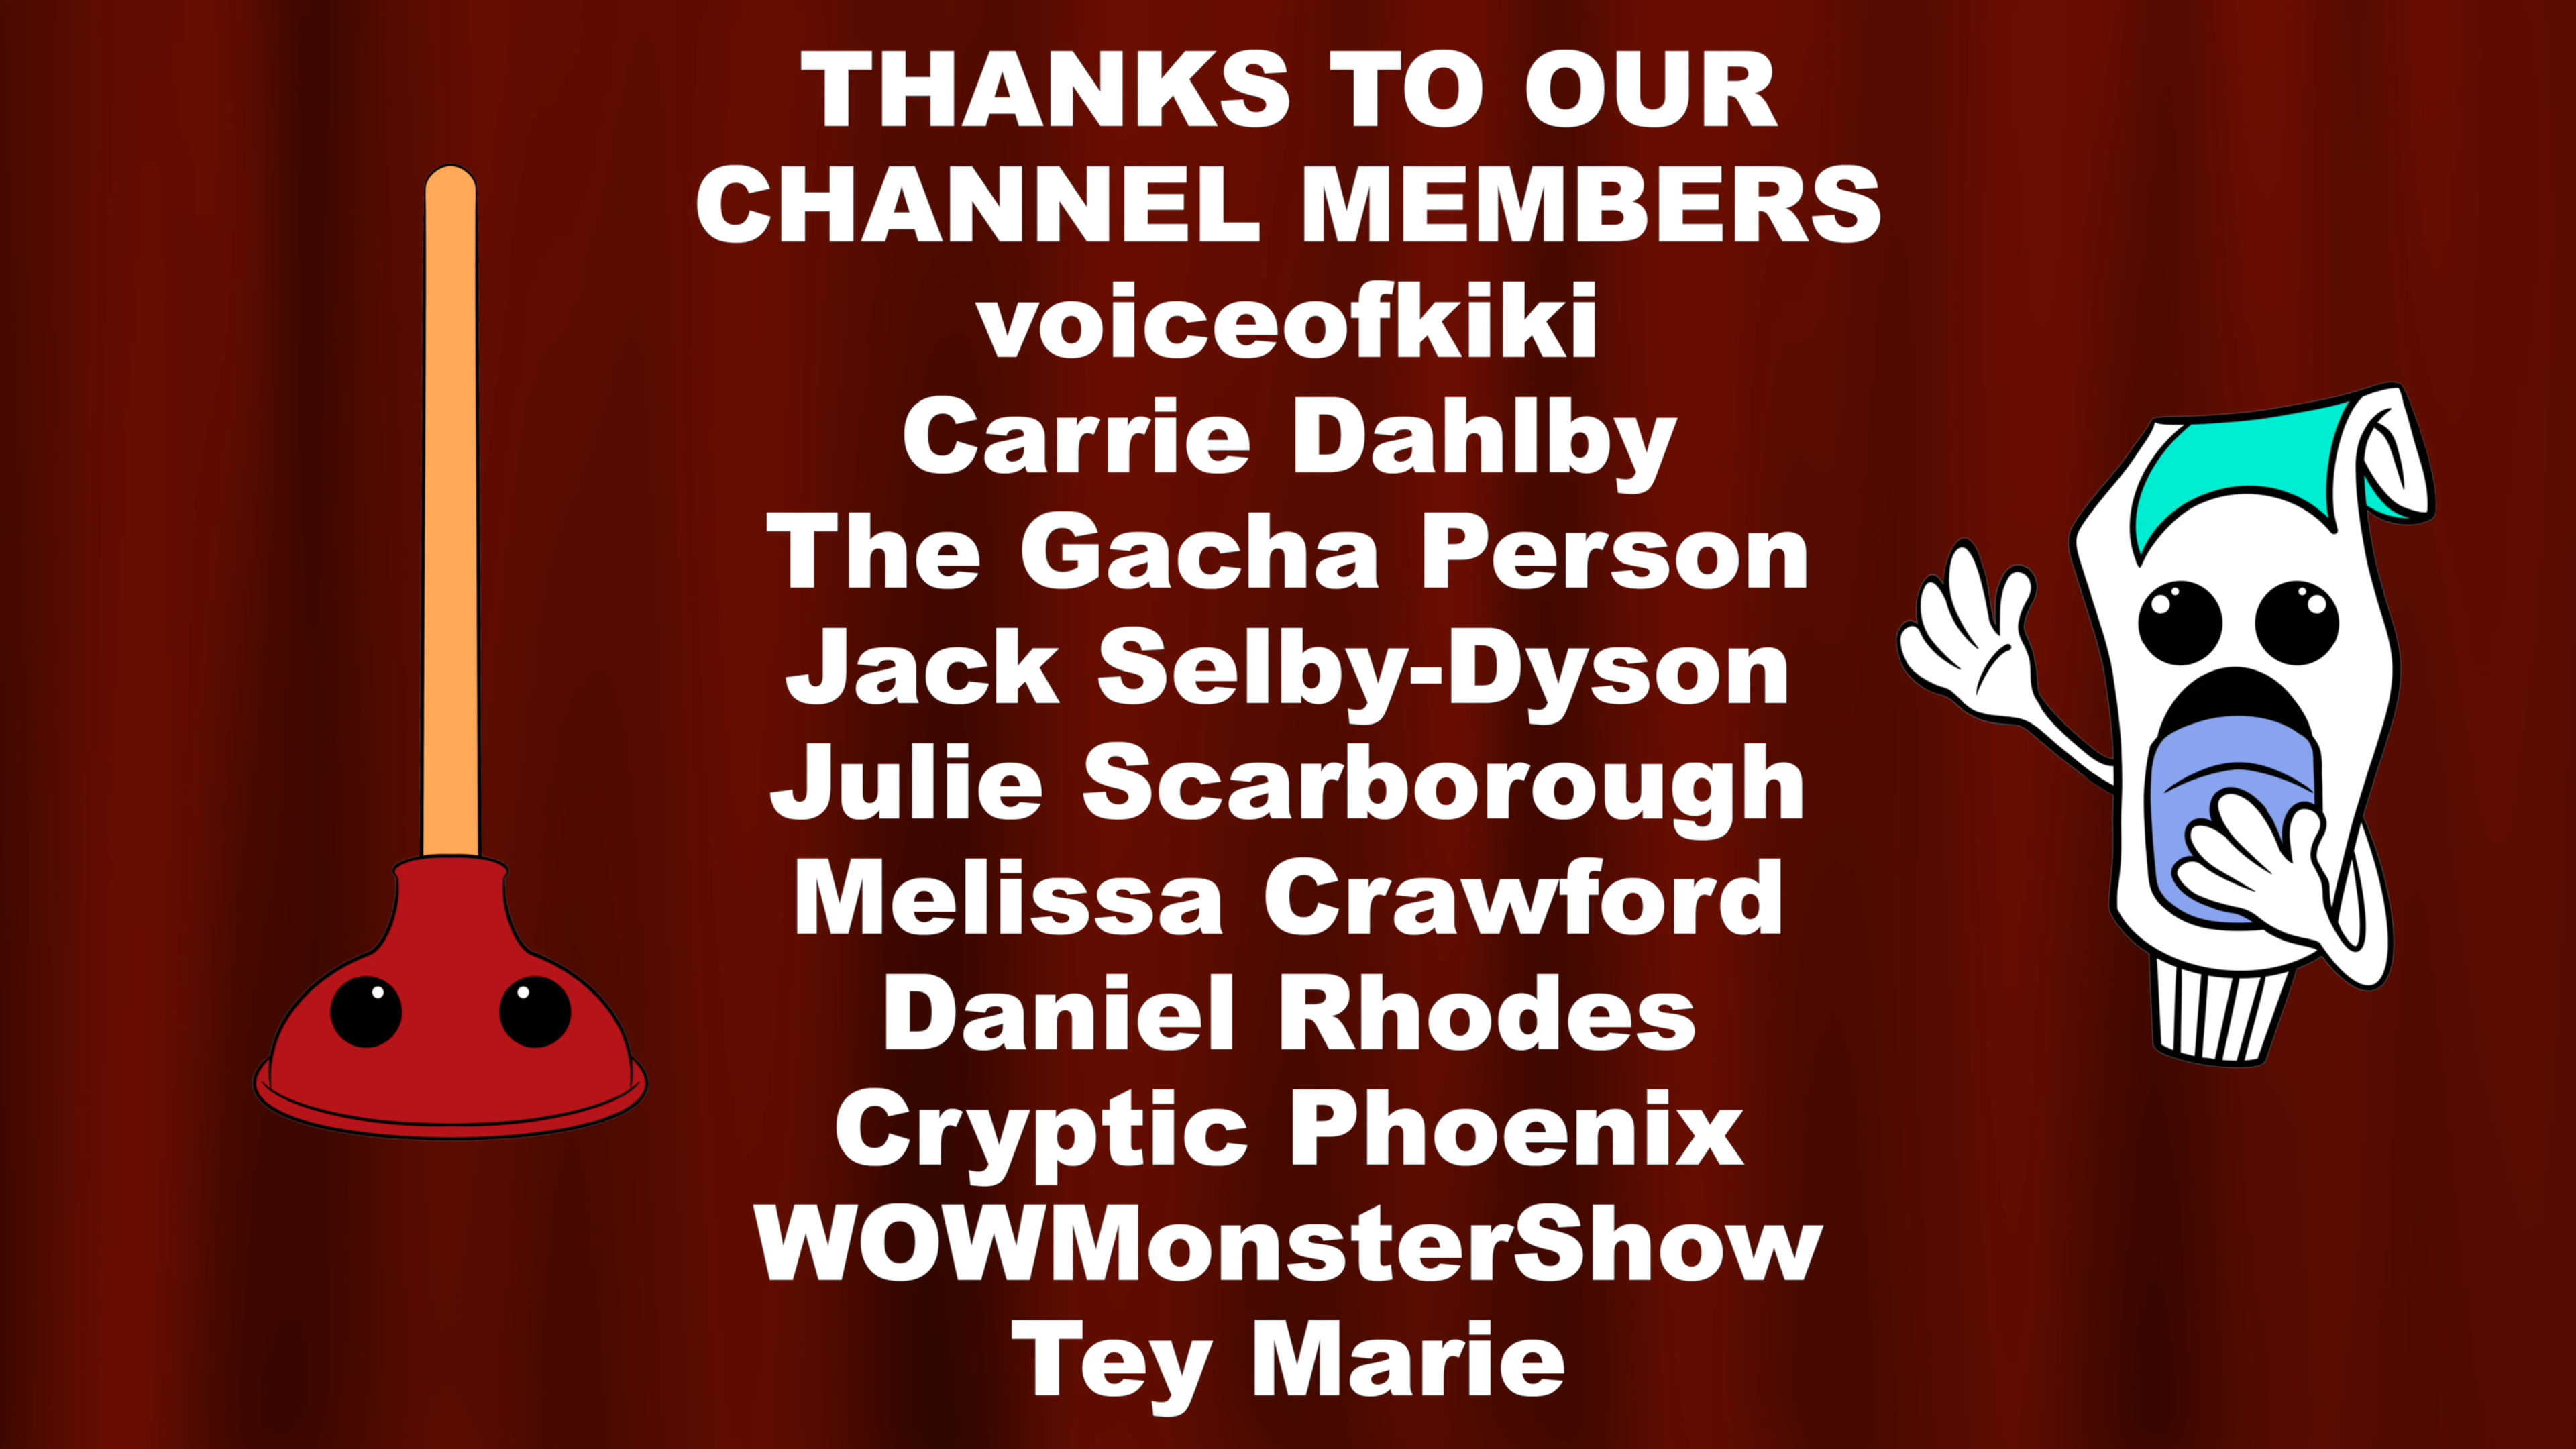 THANKS TO OUR
CHANNEL MEMBERS
voiceofkiki
Carrie Dahlby
The Gacha Person
Jack Selby-Dyson
Julie Scarborough
Melissa Crawford
Daniel Rhodes
Cryptic Phoenix
WOWMonsterShow
Tey Marie